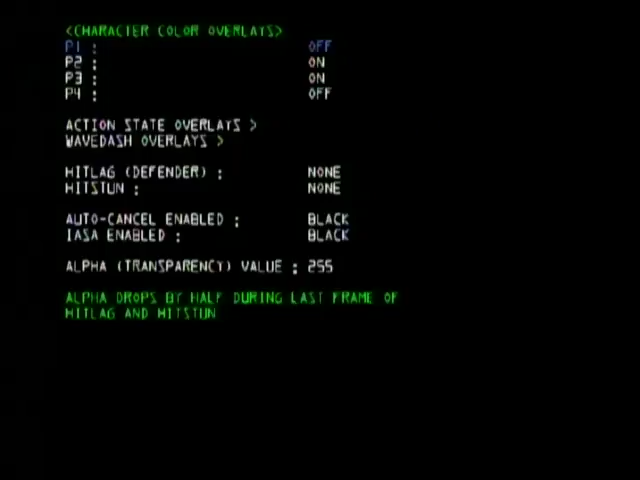 <CHARACTER COLOR OVERLAYS>
P1 : OFF
P2 : ON
P3 : ON
P4 : OFF
ACTION STATE OVERLAYS >
WAVEDASH OVERLAYS >
HITLAG (DEFENDER) : NONE
HITSTUN : NONE
AUTO-CANCEL ENABLED : BLACK
IASA ENABLED : BLACK
ALPHA (TRANSPARENCY) VALUE : 255
ALPHA DROPS BY HALF DURING LAST FRAME OF
HITLAG AND HITSTUN